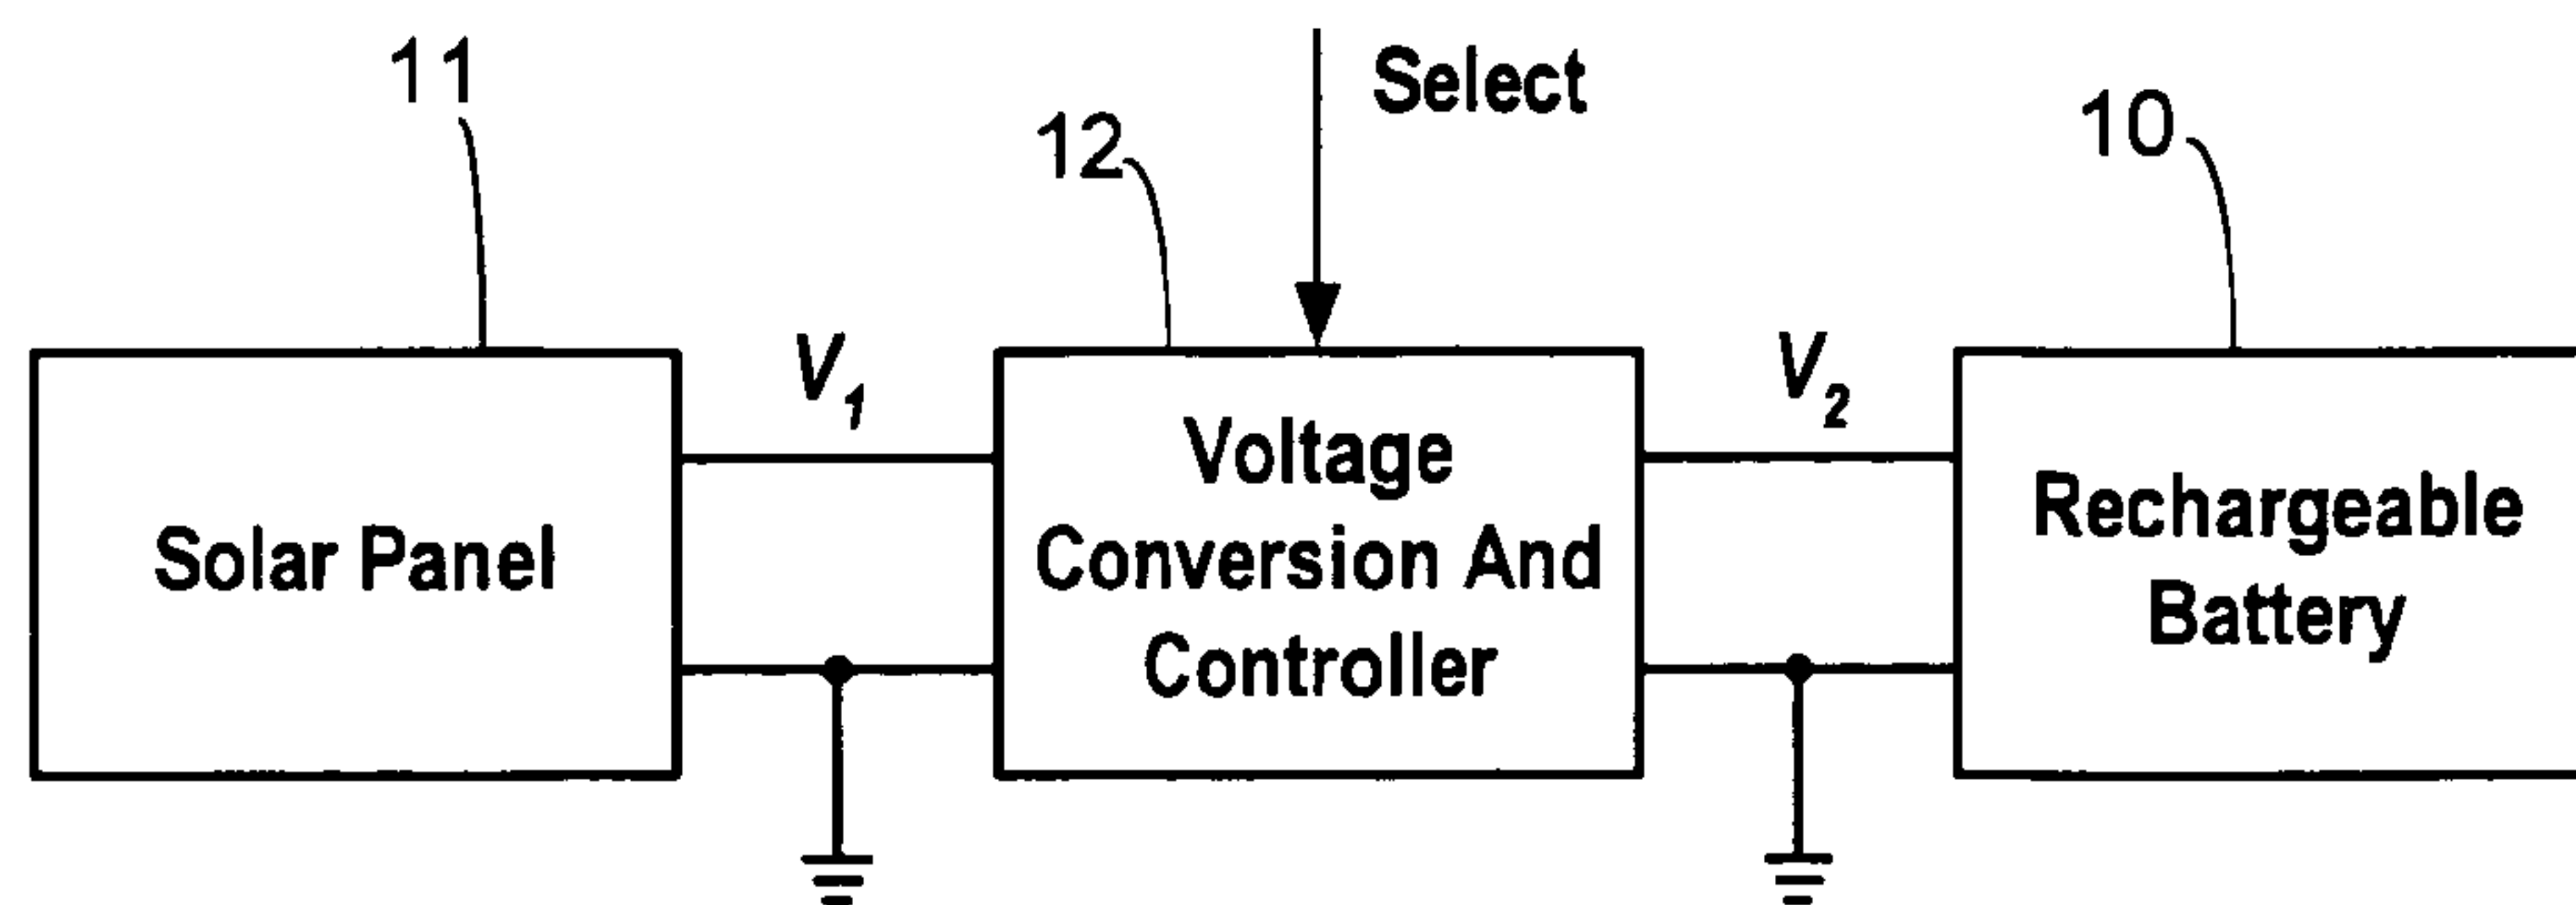 11
Select
12
10
V1
V2
Solar Panel
Voltage
Conversion And
Controller
Rechargeable
Battery